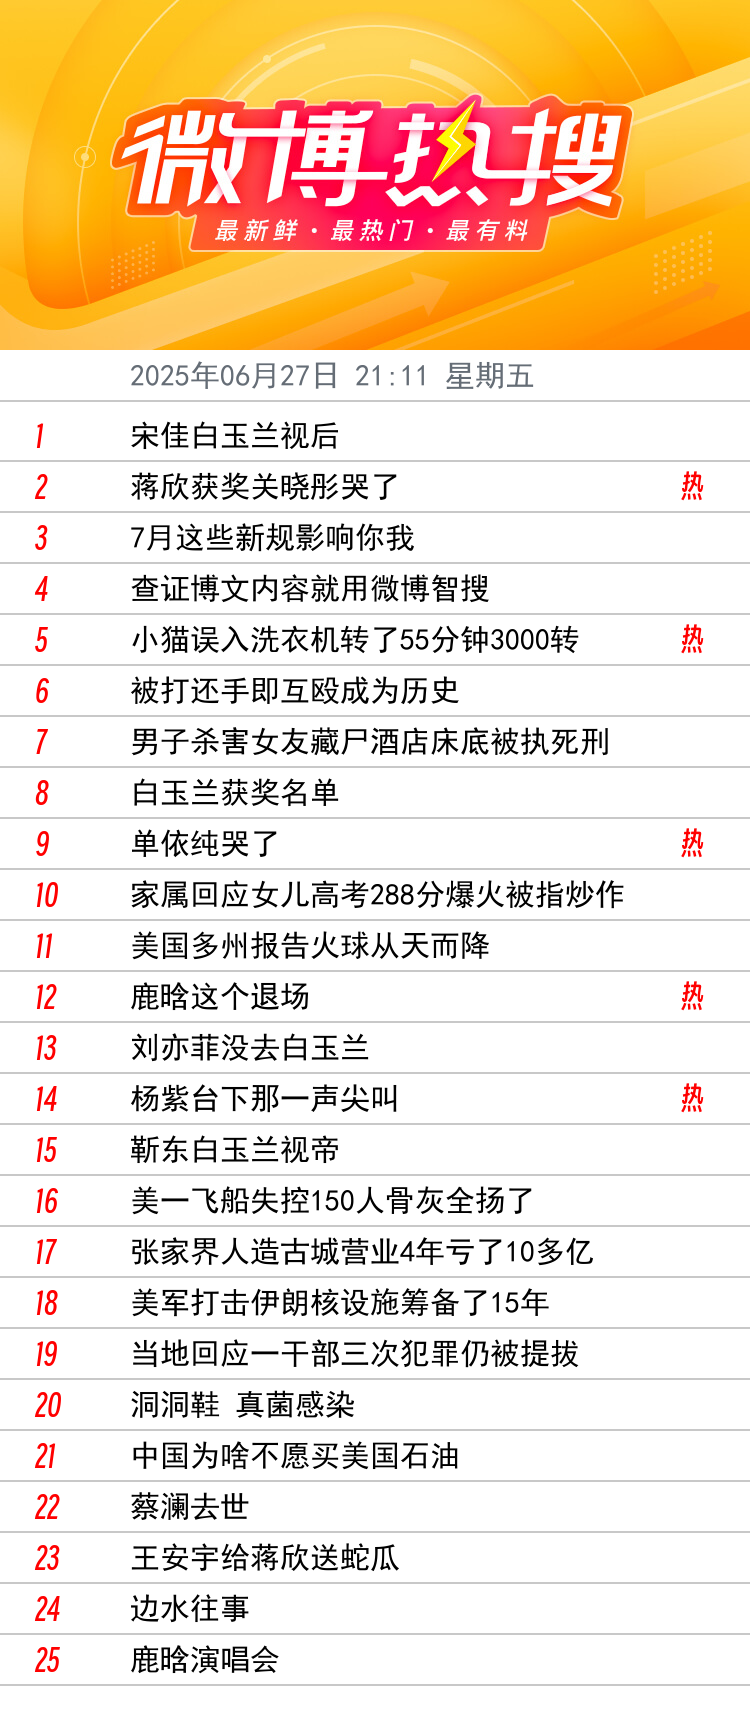 微博热搜
最新鲜·最热门·最有料
2025年06月27日 21:11 星期五
1 宋佳白玉兰视后
2 蒋欣获奖关晓彤哭了 热
3 7月这些新规影响你我
4 查证博文内容就用微博智搜
5 小猫误入洗衣机转了55分钟3000转 热
6 被打还手即互殴成为历史
7 男子杀害女友藏尸酒店床底被执死刑
8 白玉兰获奖名单
9 单依纯哭了 热
10 家属回应女儿高考288分爆火被指炒作
11 美国多州报告火球从天而降
12 鹿晗这个退场 热
13 刘亦菲没去白玉兰
14 杨紫台下那一声尖叫 热
15 靳东白玉兰视帝
16 美一飞船失控150人骨灰全扬了
17 张家界人造古城营业4年亏了10多亿
18 美军打击伊朗核设施筹备了15年
19 当地回应一干部三次犯罪仍被提拔
20 洞洞鞋 真菌感染
21 中国为啥不愿买美国石油
22 蔡澜去世
23 王安宇给蒋欣送蛇瓜
24 边水往事
25 鹿晗演唱会